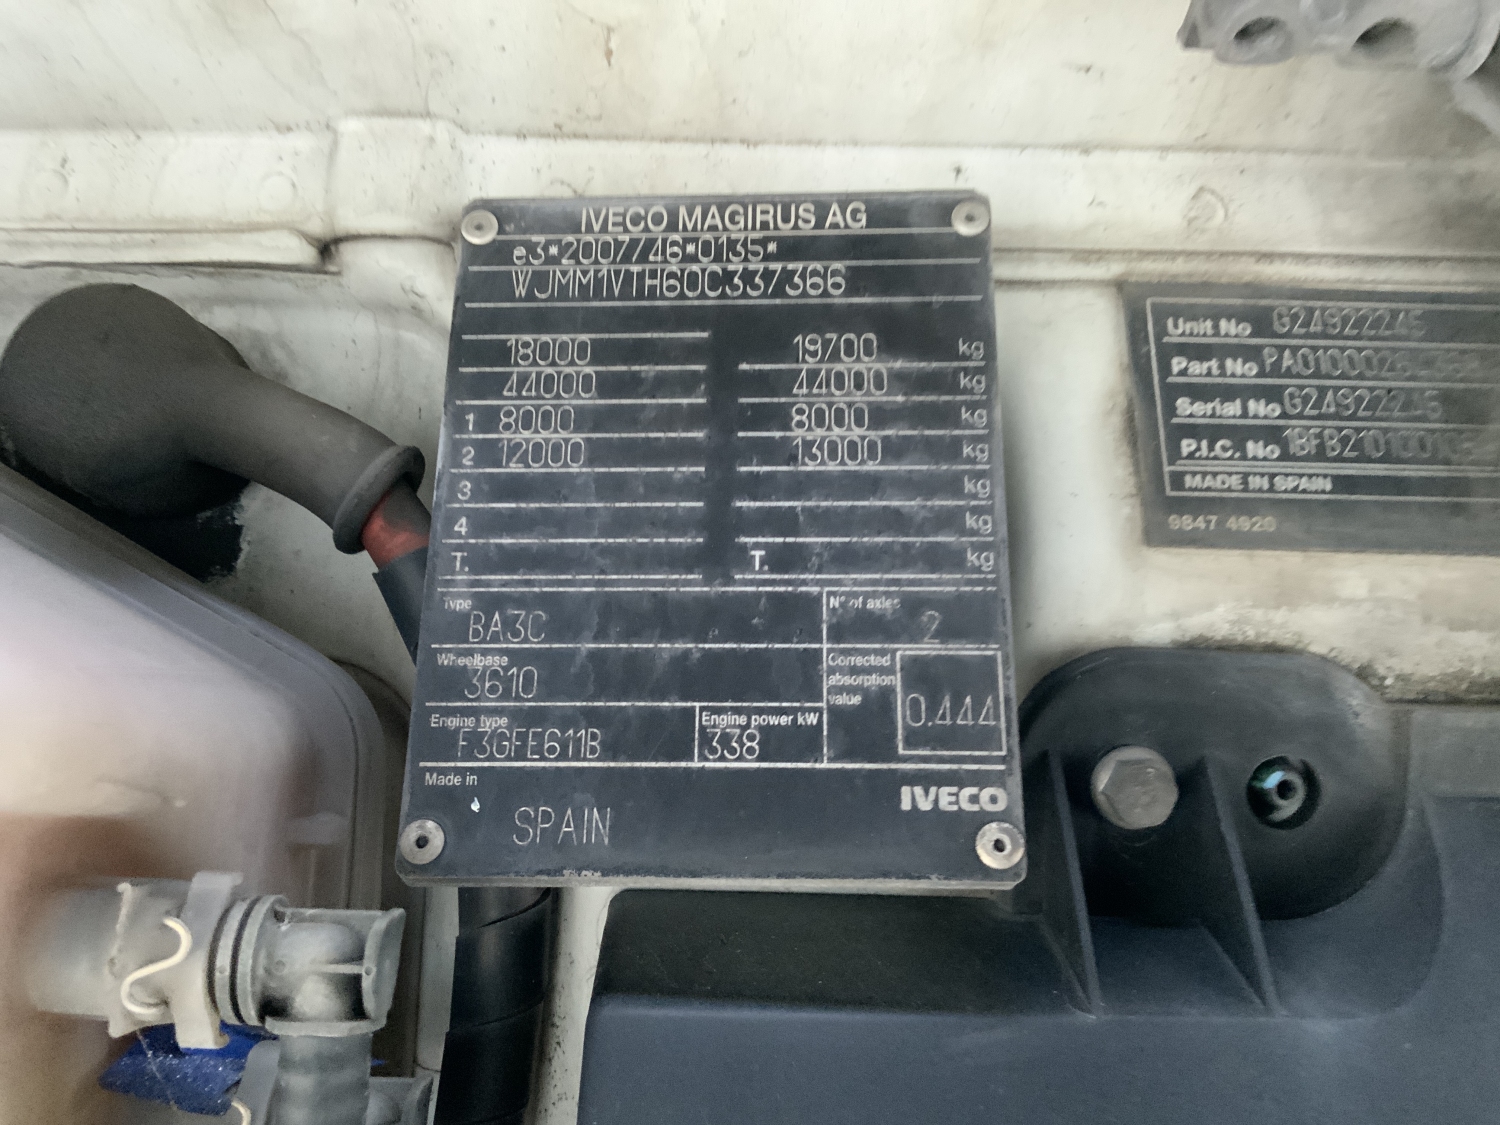 IVECO MAGIRUS AG
e3*2007/46*0135*
WJMM1VTH60C337366
18000 19700 kg
44000 44000 kg
1 8000 8000 kg
2 12000 13000 kg
3 kg
4 kg
T. T. kg
Type
BA3C
N° of axles
2
Wheelbase
3610
Corrected absorption value
0.444
Engine type
F3GFE611B
Engine power kW
338
Made in
SPAIN
IVECO
Unit No G24922245
Part No
Serial No G24922245
P.I.C. No
MADE IN SPAIN
9847 4920